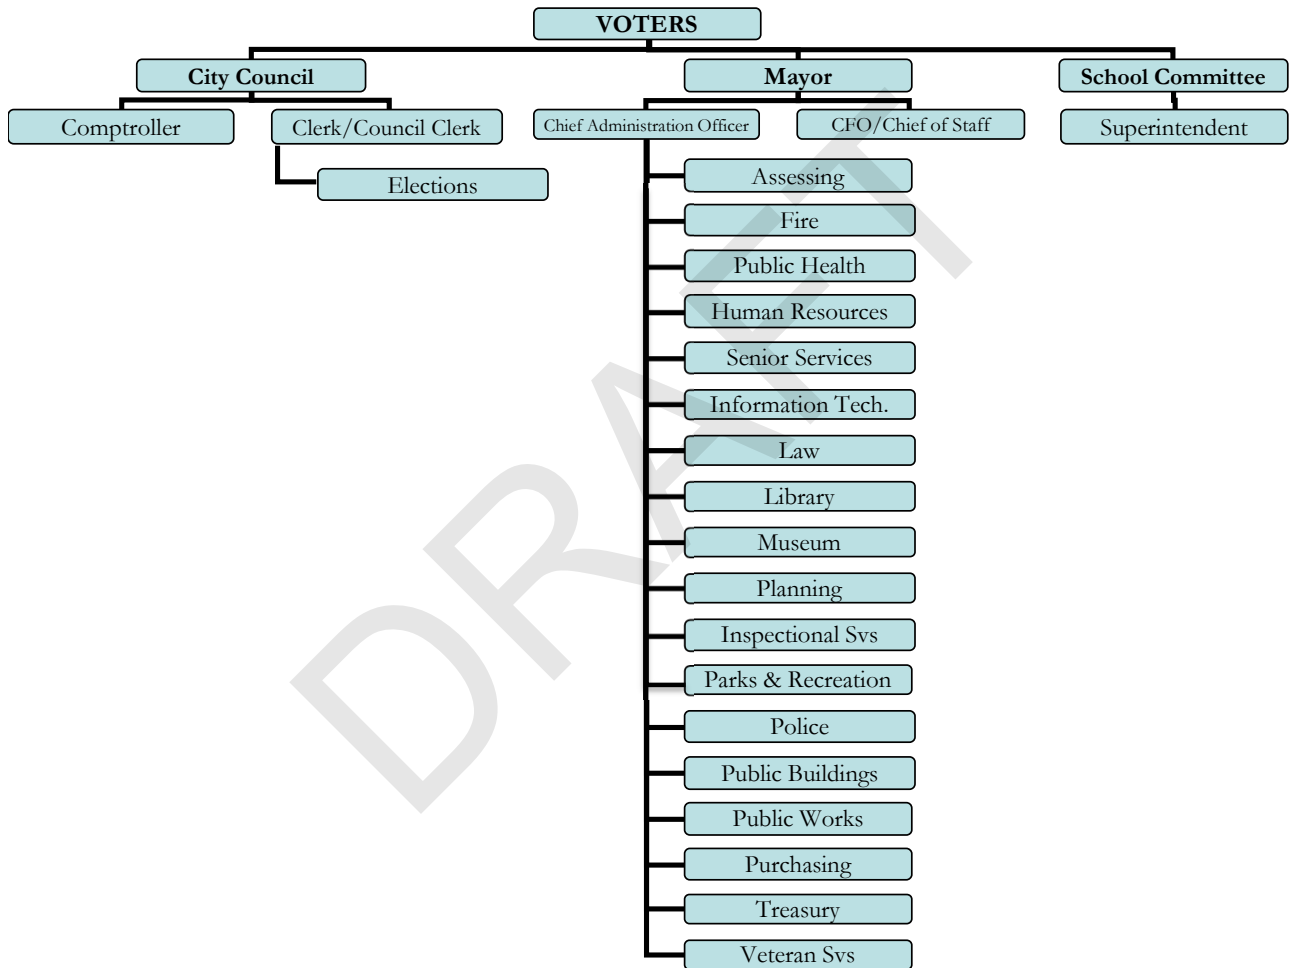 VOTERS
City Council
Mayor
School Committee
Comptroller
Clerk/Council Clerk
Chief Administration Officer
CFO/Chief of Staff
Superintendent
Elections
Assessing
Fire
Public Health
Human Resources
Senior Services
Information Tech.
Law
Library
Museum
Planning
Inspectional Svs
Parks & Recreation
Police
Public Buildings
Public Works
Purchasing
Treasury
Veteran Svs
DRAFT